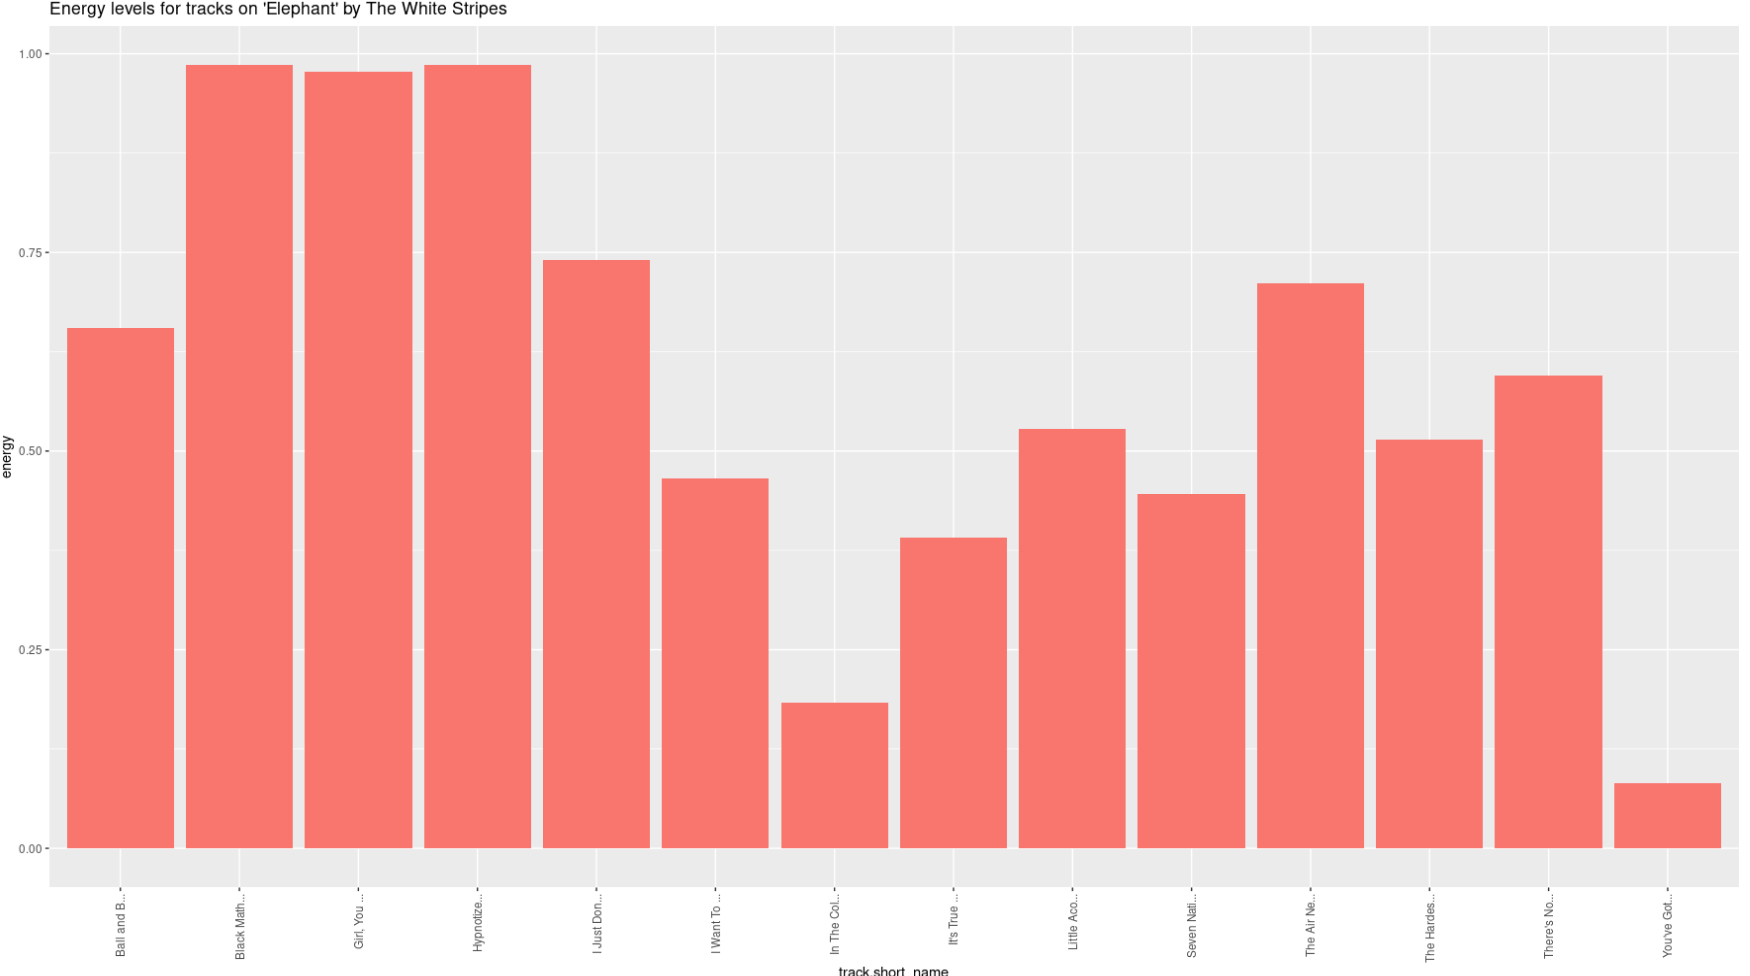 Energy levels for tracks on 'Elephant' by The White Stripes
energy
1.00
0.75
0.50
0.25
0.00
Ball and B...
Black Math...
Girl, You ...
Hypnotize...
I Just Don...
I Want To ...
In The Col...
It's True ...
Little Aco...
Seven Nati...
The Air Ne...
The Hardes...
There's No...
You've Got...
track.short_name